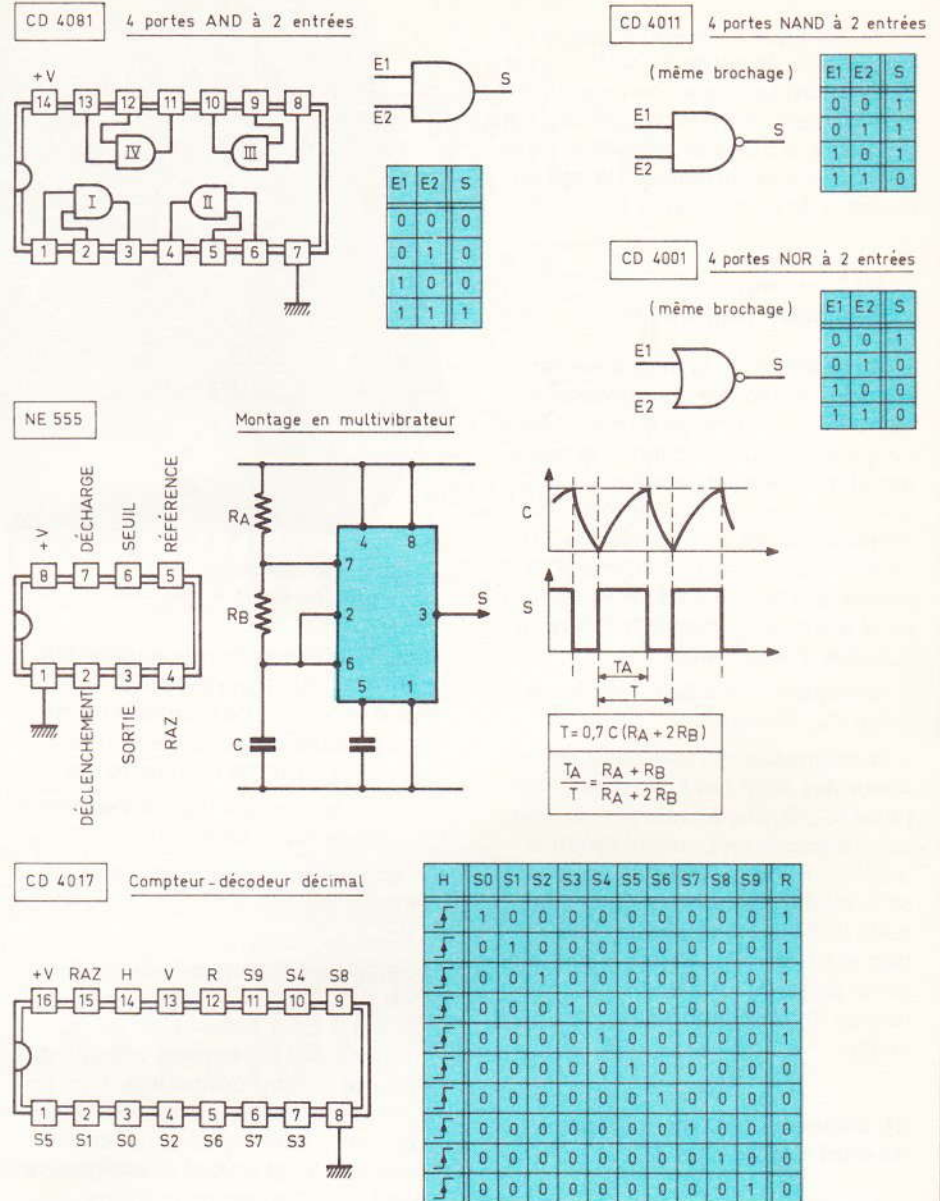 CD 4081 4 portes AND à 2 entrées
+V
14 13 12 11 10 9 8
IV III
I II
1 2 3 4 5 6 7
E1
E2
S
E1 E2 S
0 0 0
0 1 0
1 0 0
1 1 1
CD 4011 4 portes NAND à 2 entrées
(même brochage)
E1
E2
S
E1 E2 S
0 0 1
0 1 1
1 0 1
1 1 0
CD 4001 4 portes NOR à 2 entrées
(même brochage)
E1
E2
S
E1 E2 S
0 0 1
0 1 0
1 0 0
1 1 0
NE 555
+V DÉCHARGE SEUIL RÉFÉRENCE
8 7 6 5
1 2 3 4
DÉCLENCHEMENT SORTIE RAZ
Montage en multivibrateur
RA
RB
C
4 8
7
2
3
6
5 1
S
C
S
TA
T
T=0,7 C(RA+2RB)
TA/T = RA+RB/RA+2RB
CD 4017 Compteur-décodeur décimal
+V RAZ H V R S9 S4 S8
16 15 14 13 12 11 10 9
1 2 3 4 5 6 7 8
S5 S1 S0 S2 S6 S7 S3
H S0 S1 S2 S3 S4 S5 S6 S7 S8 S9 R
1 0 0 0 0 0 0 0 0 0 1
0 1 0 0 0 0 0 0 0 0 1
0 0 1 0 0 0 0 0 0 0 1
0 0 0 1 0 0 0 0 0 0 1
0 0 0 0 1 0 0 0 0 0 1
0 0 0 0 0 1 0 0 0 0 0
0 0 0 0 0 0 1 0 0 0 0
0 0 0 0 0 0 0 1 0 0 0
0 0 0 0 0 0 0 0 1 0 0
0 0 0 0 0 0 0 0 0 1 0